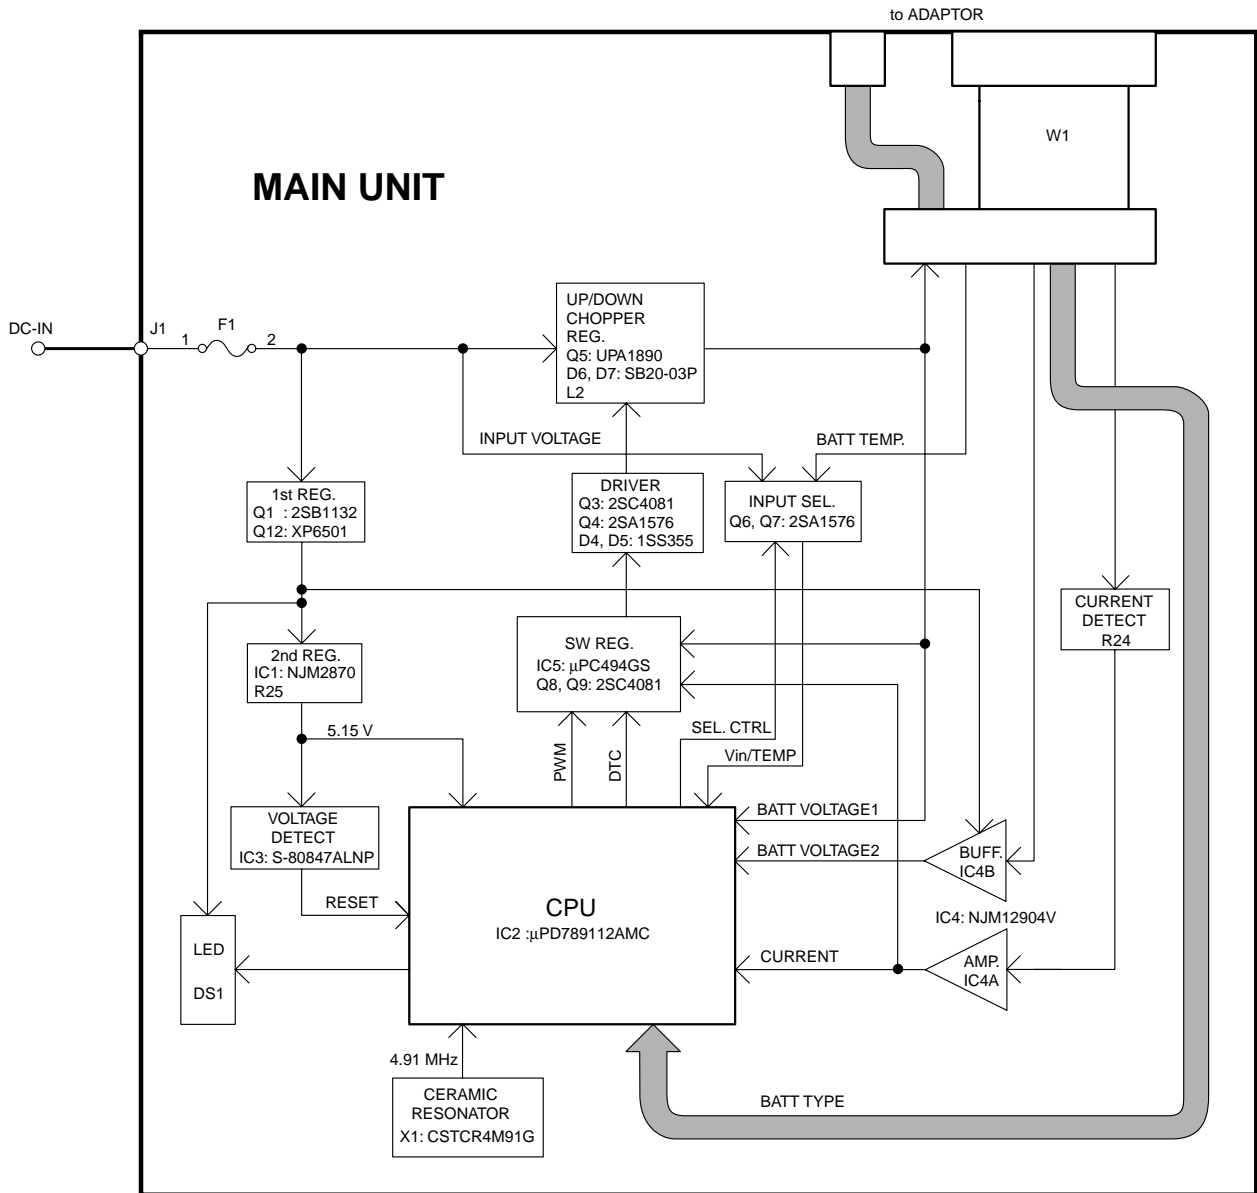 to ADAPTOR
W1
MAIN UNIT
DC-IN
J1
1
F1
2
UP/DOWN
CHOPPER
REG.
Q5: UPA1890
D6, D7: SB20-03P
L2
INPUT VOLTAGE
BATT TEMP.
1st REG.
Q1 : 2SB1132
Q12: XP6501
DRIVER
Q3: 2SC4081
Q4: 2SA1576
D4, D5: 1SS355
INPUT SEL.
Q6, Q7: 2SA1576
CURRENT
DETECT
R24
2nd REG.
IC1: NJM2870
R25
SW REG.
IC5: µPC494GS
Q8, Q9: 2SC4081
5.15 V
PWM
DTC
SEL. CTRL
Vin/TEMP
VOLTAGE
DETECT
IC3: S-80847ALNP
BATT VOLTAGE1
BATT VOLTAGE2
BUFF.
IC4B
RESET
CPU
IC2 :µPD789112AMC
IC4: NJM12904V
LED
DS1
CURRENT
AMP.
IC4A
4.91 MHz
CERAMIC
RESONATOR
X1: CSTCR4M91G
BATT TYPE